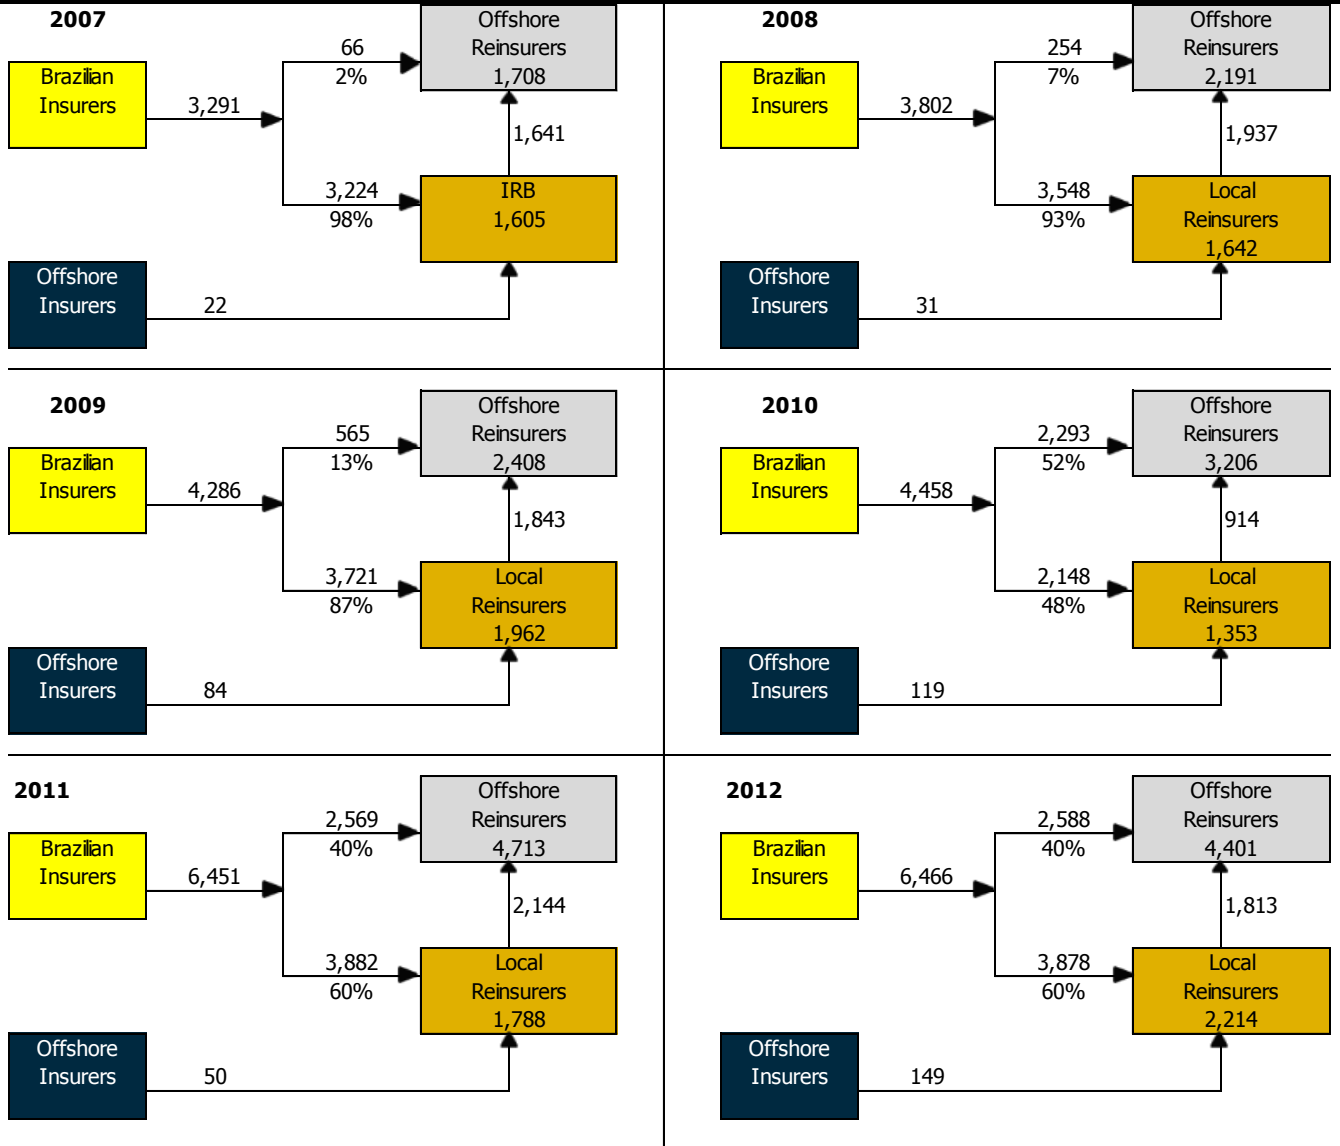 2007
Brazilian
Insurers
3,291
66
2%
Offshore
Reinsurers
1,708
1,641
3,224
98%
IRB
1,605
Offshore
Insurers
22
2008
Brazilian
Insurers
3,802
254
7%
Offshore
Reinsurers
2,191
1,937
3,548
93%
Local
Reinsurers
1,642
Offshore
Insurers
31
2009
Brazilian
Insurers
4,286
565
13%
Offshore
Reinsurers
2,408
1,843
3,721
87%
Local
Reinsurers
1,962
Offshore
Insurers
84
2010
Brazilian
Insurers
4,458
2,293
52%
Offshore
Reinsurers
3,206
914
2,148
48%
Local
Reinsurers
1,353
Offshore
Insurers
119
2011
Brazilian
Insurers
6,451
2,569
40%
Offshore
Reinsurers
4,713
2,144
3,882
60%
Local
Reinsurers
1,788
Offshore
Insurers
50
2012
Brazilian
Insurers
6,466
2,588
40%
Offshore
Reinsurers
4,401
1,813
3,878
60%
Local
Reinsurers
2,214
Offshore
Insurers
149